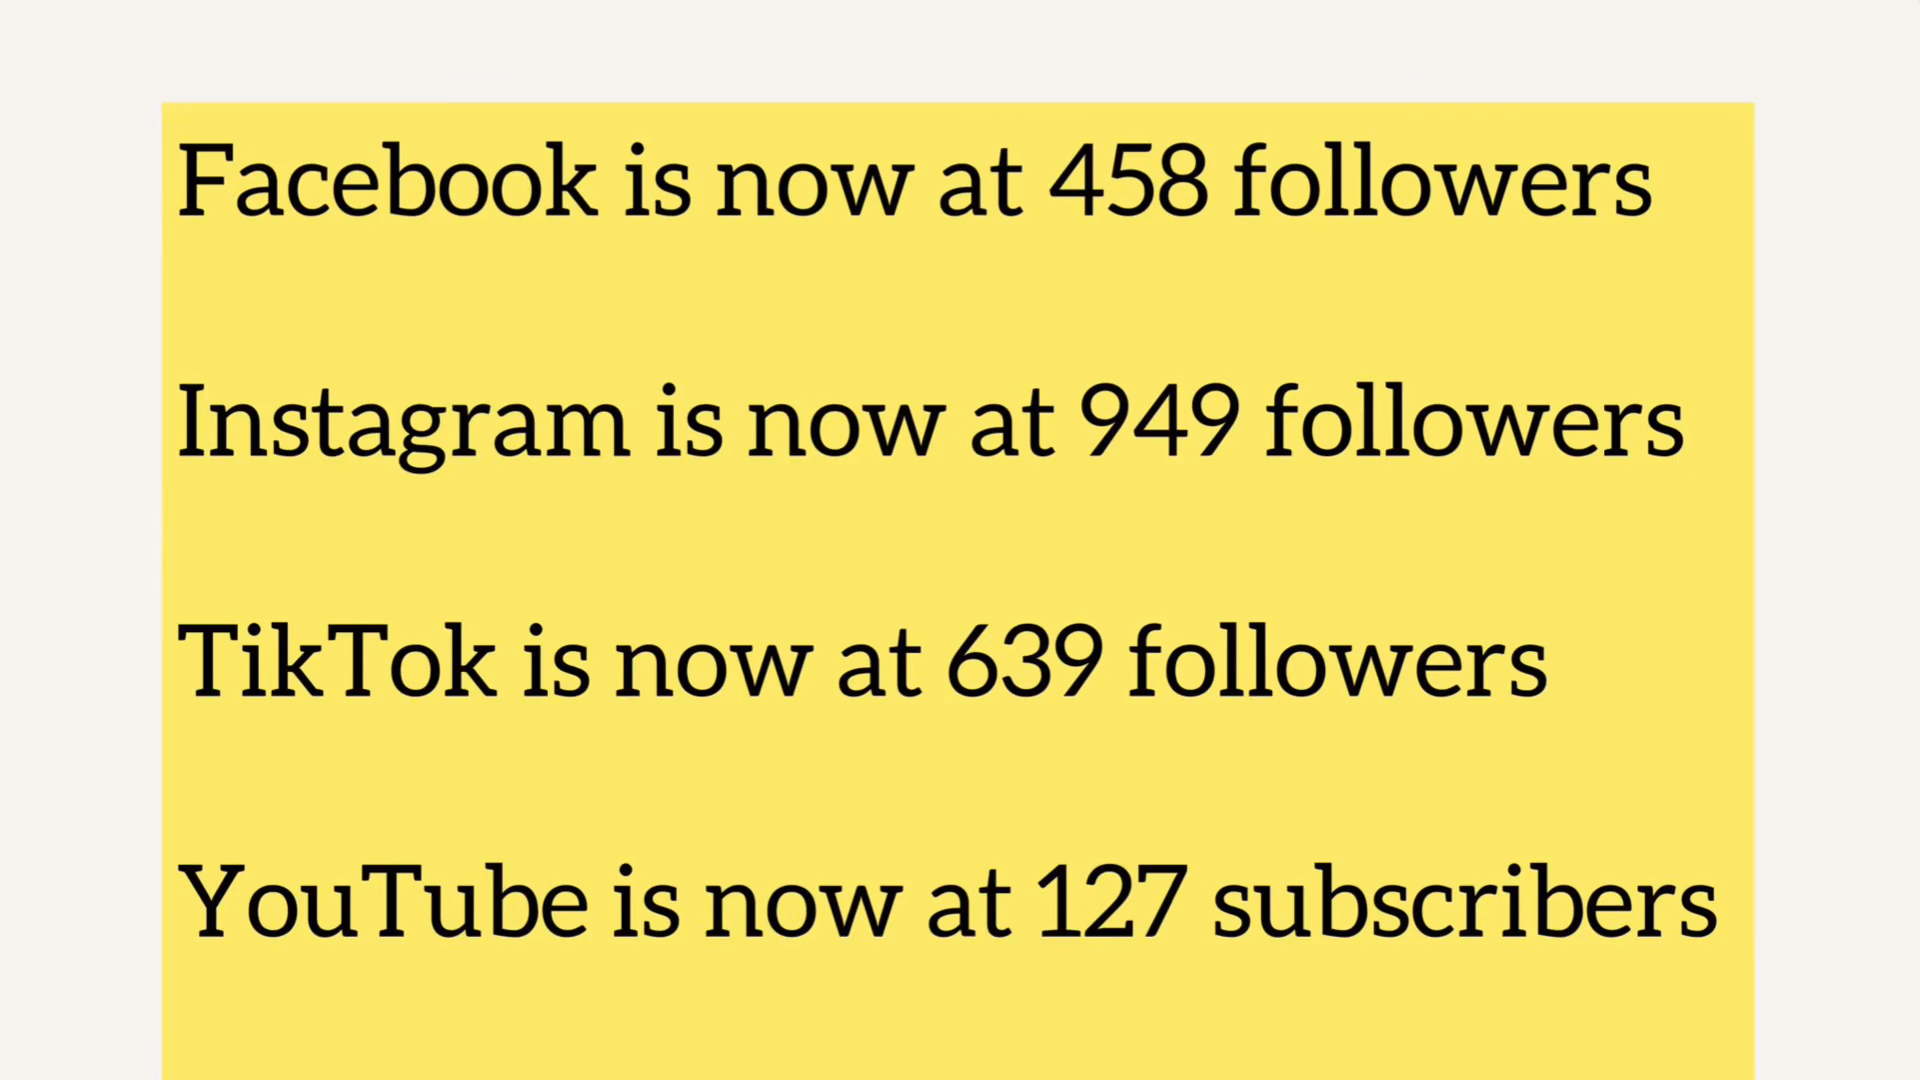 Facebook is now at 458 followers
Instagram is now at 949 followers
TikTok is now at 639 followers
YouTube is now at 127 subscribers